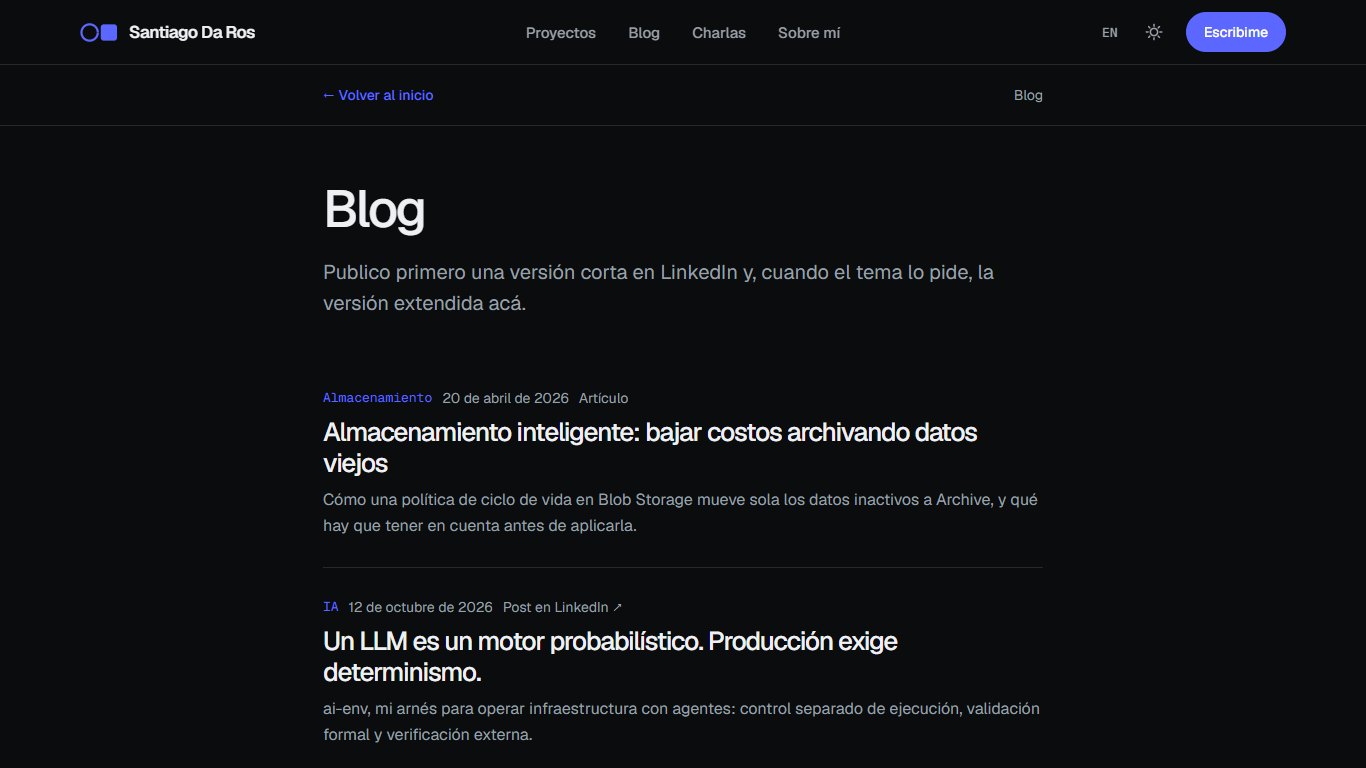 Santiago Da Ros
Proyectos Blog Charlas Sobre mí
EN Escribime
← Volver al inicio
Blog
Blog
Publico primero una versión corta en LinkedIn y, cuando el tema lo pide, la
versión extendida acá.
Almacenamiento 20 de abril de 2026 Artículo
Almacenamiento inteligente: bajar costos archivando datos
viejos
Cómo una política de ciclo de vida en Blob Storage mueve sola los datos inactivos a Archive, y qué
hay que tener en cuenta antes de aplicarla.
IA 12 de octubre de 2026 Post en LinkedIn ↗
Un LLM es un motor probabilístico. Producción exige
determinismo.
ai-env, mi arnés para operar infraestructura con agentes: control separado de ejecución, validación
formal y verificación externa.